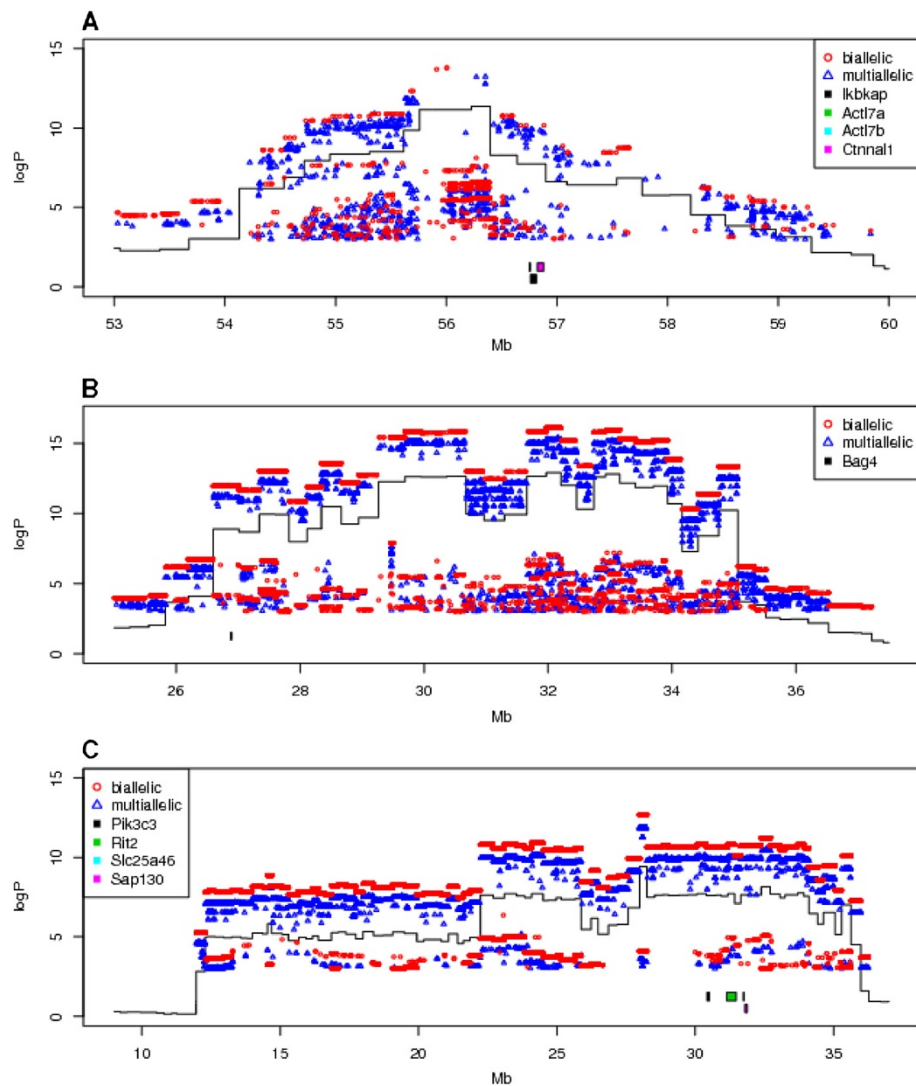 A
15
10
5
0
logP
biallelic
multiallelic
Ikbkap
Actl7a
Actl7b
Ctnnal1
53 54 55 56 57 58 59 60
Mb
B
15
10
5
0
logP
biallelic
multiallelic
Bag4
26 28 30 32 34 36
Mb
C
15
10
5
0
logP
biallelic
multiallelic
Pik3c3
Rit2
Slc25a46
Sap130
10 15 20 25 30 35
Mb